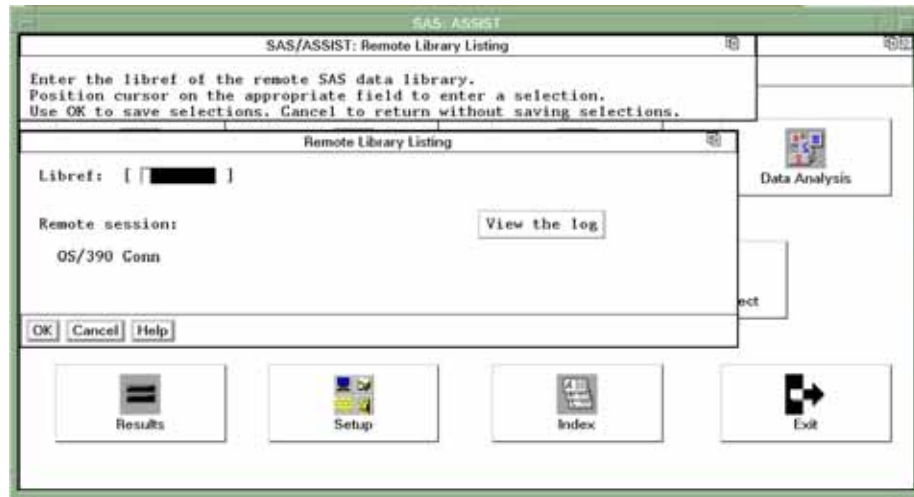 SAS: ASSIST
SAS/ASSIST: Remote Library Listing
Enter the libref of the remote SAS data library.
Position cursor on the appropriate field to enter a selection.
Use OK to save selections. Cancel to return without saving selections.
Remote Library Listing
Libref: [ ]
Data Analysis
Remote session:
View the log
OS/390 Conn
ect
OK Cancel Help
Results
Setup
Index
Exit